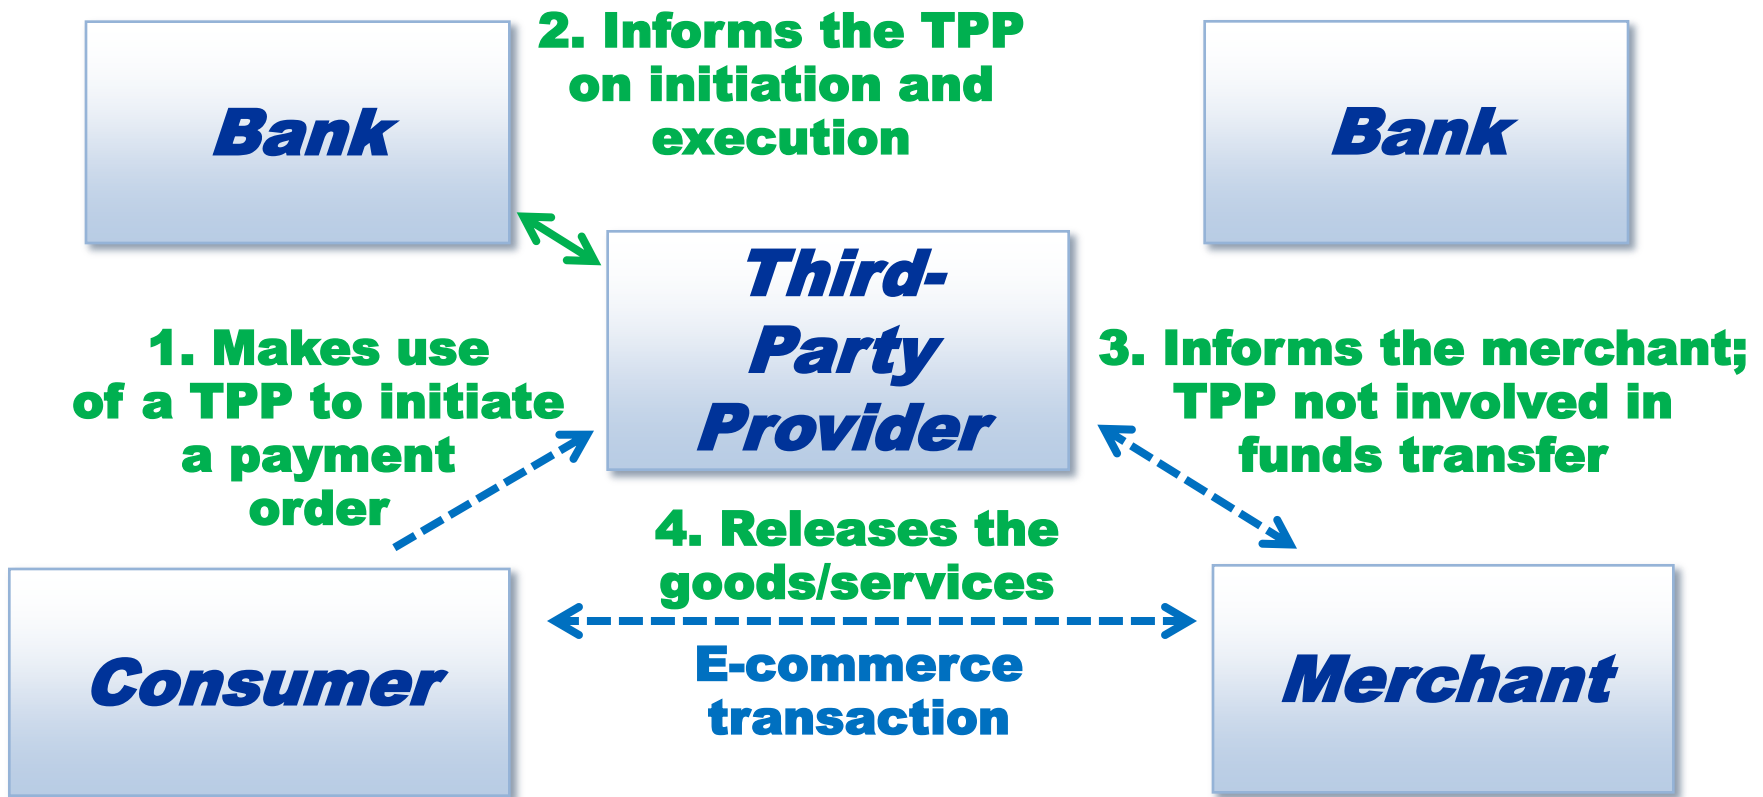 Bank
2. Informs the TPP
on initiation and
execution
Bank
Third-
Party
Provider
1. Makes use
of a TPP to initiate
a payment
order
3. Informs the merchant;
TPP not involved in
funds transfer
4. Releases the
goods/services
E-commerce
transaction
Consumer
Merchant